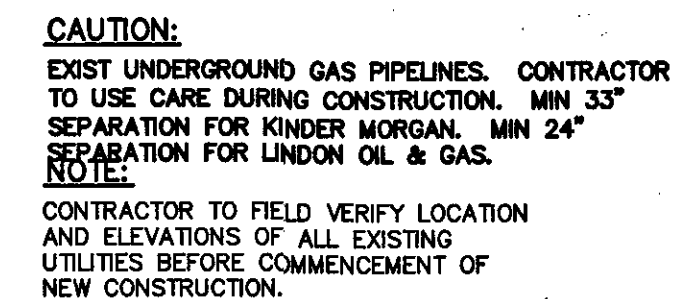 CAUTION:
EXIST UNDERGROUND GAS PIPELINES. CONTRACTOR
TO USE CARE DURING CONSTRUCTION. MIN 33"
SEPARATION FOR KINDER MORGAN. MIN 24"
SEPARATION FOR LINDON OIL & GAS.
NOTE:
CONTRACTOR TO FIELD VERIFY LOCATION
AND ELEVATIONS OF ALL EXISTING
UTILITIES BEFORE COMMENCEMENT OF
NEW CONSTRUCTION.